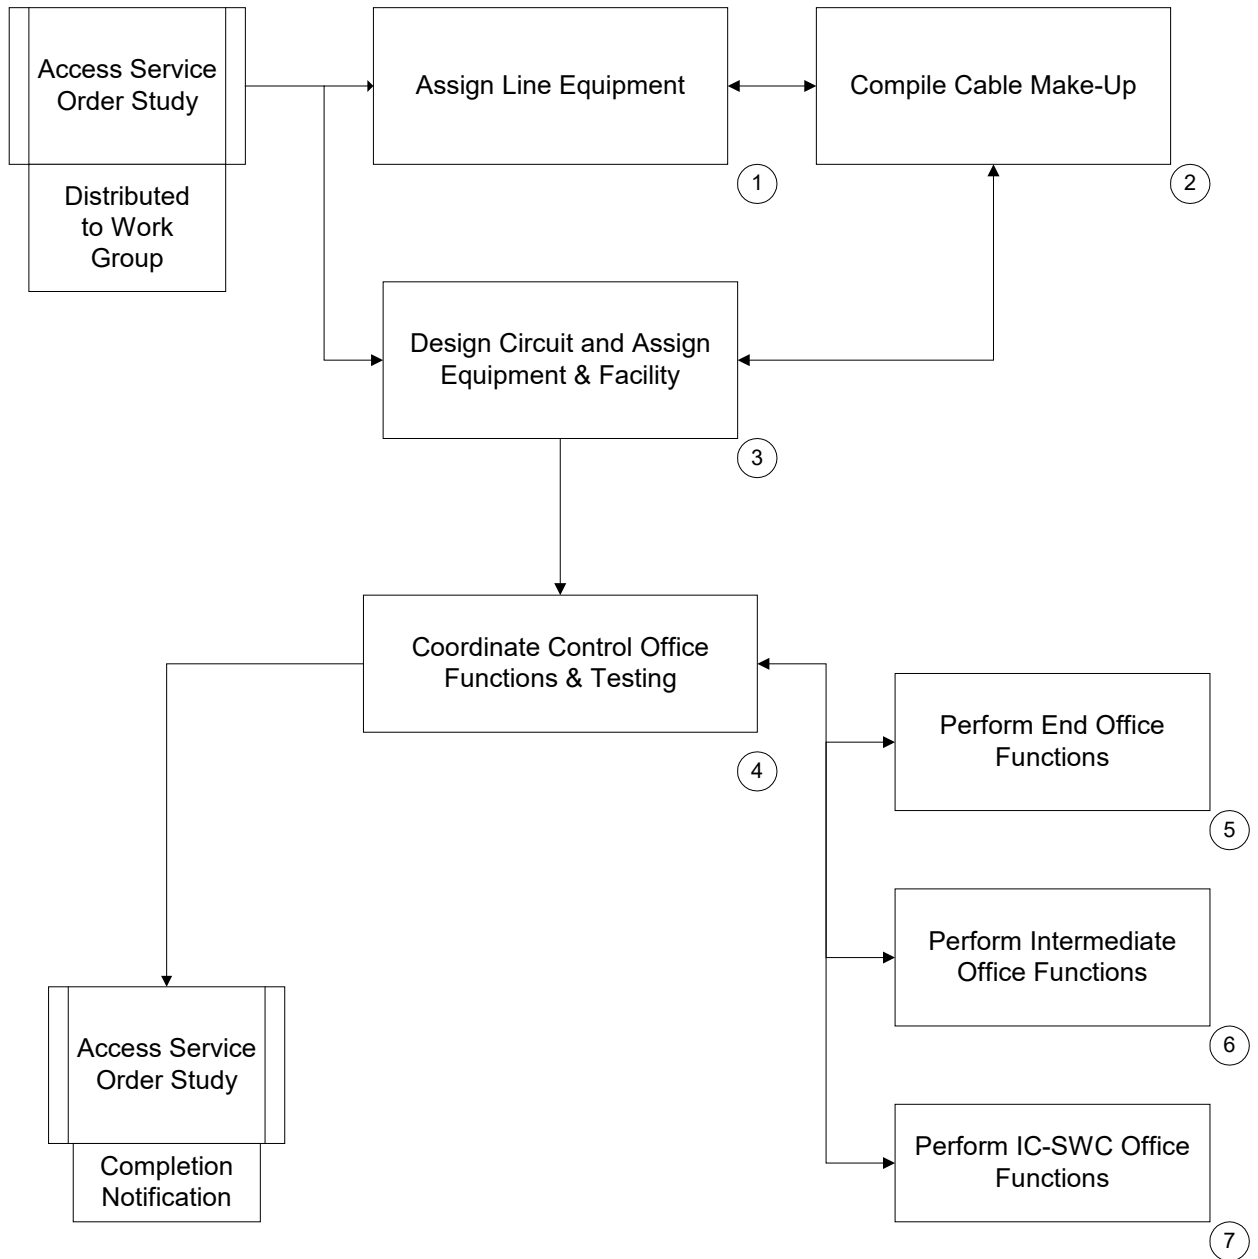 Access Service
Order Study
Distributed
to Work
Group
Assign Line Equipment
1
Compile Cable Make-Up
2
Design Circuit and Assign
Equipment & Facility
3
Coordinate Control Office
Functions & Testing
4
Perform End Office
Functions
5
Perform Intermediate
Office Functions
6
Perform IC-SWC Office
Functions
7
Access Service
Order Study
Completion
Notification